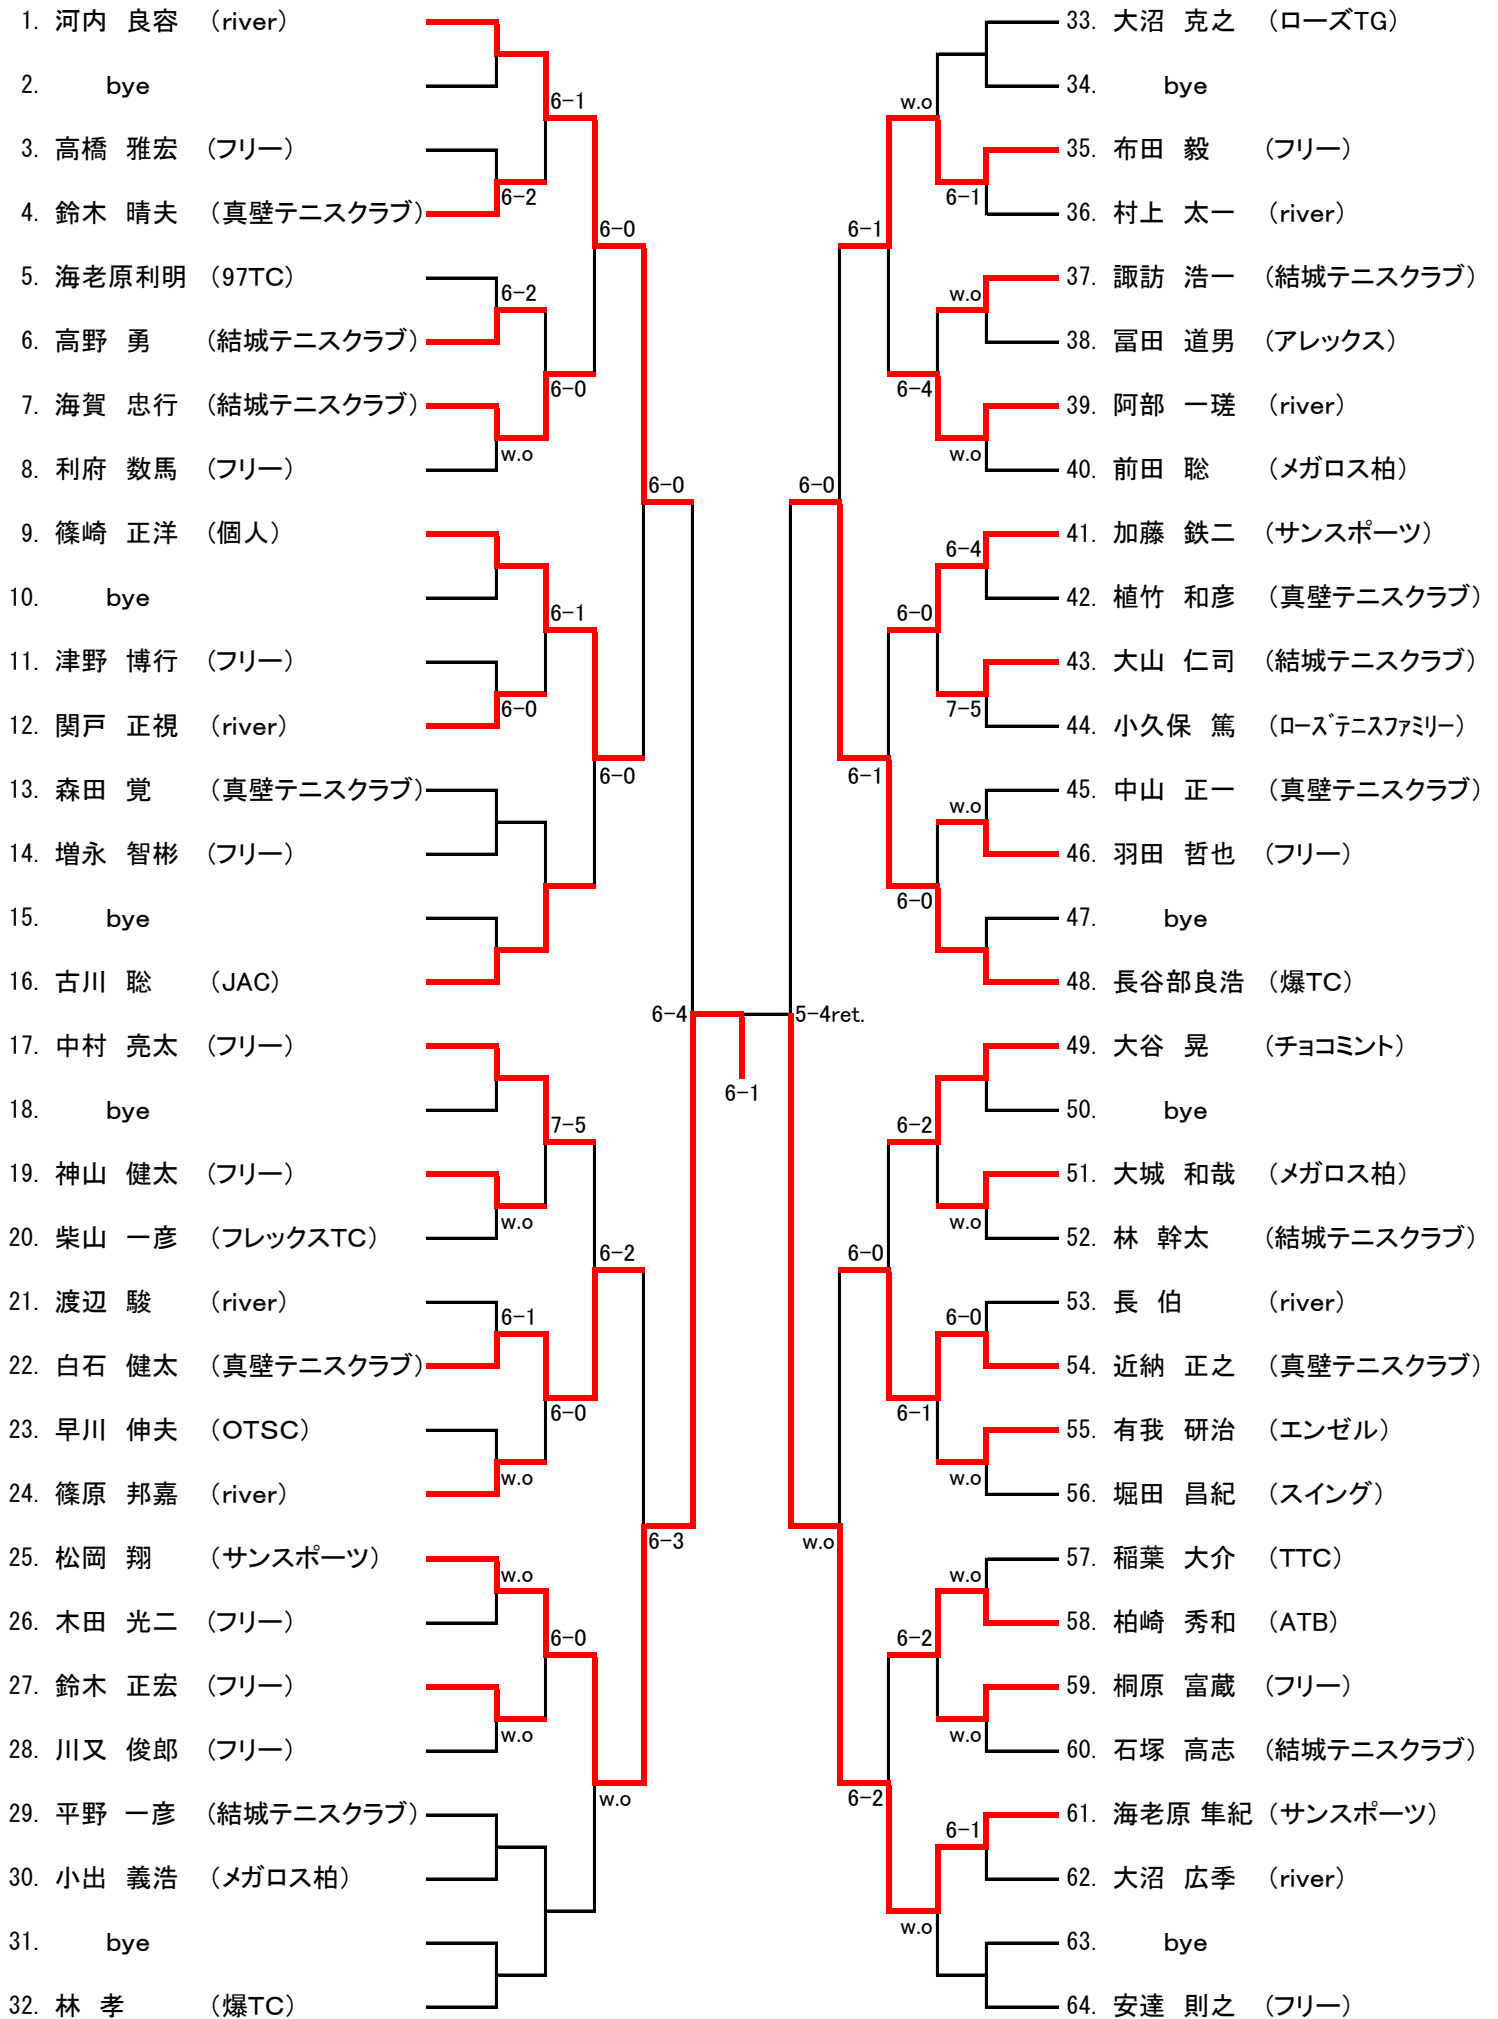 1. 河内 良容 （river）
2. bye
6-1
3. 高橋 雅宏 （フリー）
6-2
4. 鈴木 晴夫 （真壁テニスクラブ）
6-0
5. 海老原利明 （97TC）
6-2
6. 高野 勇 （結城テニスクラブ）
6-0
7. 海賀 忠行 （結城テニスクラブ）
w.o
8. 利府 数馬 （フリー）
6-0
9. 篠崎 正洋 （個人）
10. bye
6-1
11. 津野 博行 （フリー）
6-0
12. 関戸 正視 （river）
6-0
13. 森田 覚 （真壁テニスクラブ）
14. 増永 智彬 （フリー）
15. bye
16. 古川 聡 （JAC）
6-4
17. 中村 亮太 （フリー）
18. bye
7-5
19. 神山 健太 （フリー）
w.o
20. 柴山 一彦 （フレックスTC）
6-2
21. 渡辺 駿 （river）
6-1
22. 白石 健太 （真壁テニスクラブ）
6-0
23. 早川 伸夫 （OTSC）
w.o
24. 篠原 邦嘉 （river）
6-3
25. 松岡 翔 （サンスポーツ）
w.o
26. 木田 光二 （フリー）
6-0
27. 鈴木 正宏 （フリー）
w.o
28. 川又 俊郎 （フリー）
w.o
29. 平野 一彦 （結城テニスクラブ）
30. 小出 義浩 （メガロス柏）
31. bye
32. 林 孝 （爆TC）
6-1
33. 大沼 克之 （ローズTG）
34. bye
w.o
35. 布田 毅 （フリー）
6-1
36. 村上 太一 （river）
6-1
37. 諏訪 浩一 （結城テニスクラブ）
w.o
38. 冨田 道男 （アレックス）
6-4
39. 阿部 一瑳 （river）
w.o
40. 前田 聡 （メガロス柏）
6-0
41. 加藤 鉄二 （サンスポーツ）
6-4
42. 植竹 和彦 （真壁テニスクラブ）
6-0
43. 大山 仁司 （結城テニスクラブ）
7-5
44. 小久保 篤 （ローズテニスファミリー）
6-1
45. 中山 正一 （真壁テニスクラブ）
w.o
46. 羽田 哲也 （フリー）
6-0
47. bye
48. 長谷部良浩 （爆TC）
5-4ret.
49. 大谷 晃 （チョコミント）
50. bye
6-2
51. 大城 和哉 （メガロス柏）
w.o
52. 林 幹太 （結城テニスクラブ）
6-0
53. 長 伯 （river）
6-0
54. 近納 正之 （真壁テニスクラブ）
6-1
55. 有我 研治 （エンゼル）
w.o
56. 堀田 昌紀 （スイング）
w.o
57. 稲葉 大介 （TTC）
w.o
58. 柏崎 秀和 （ATB）
6-2
59. 桐原 富蔵 （フリー）
w.o
60. 石塚 高志 （結城テニスクラブ）
6-2
61. 海老原 隼紀 （サンスポーツ）
6-1
62. 大沼 広季 （river）
w.o
63. bye
64. 安達 則之 （フリー）